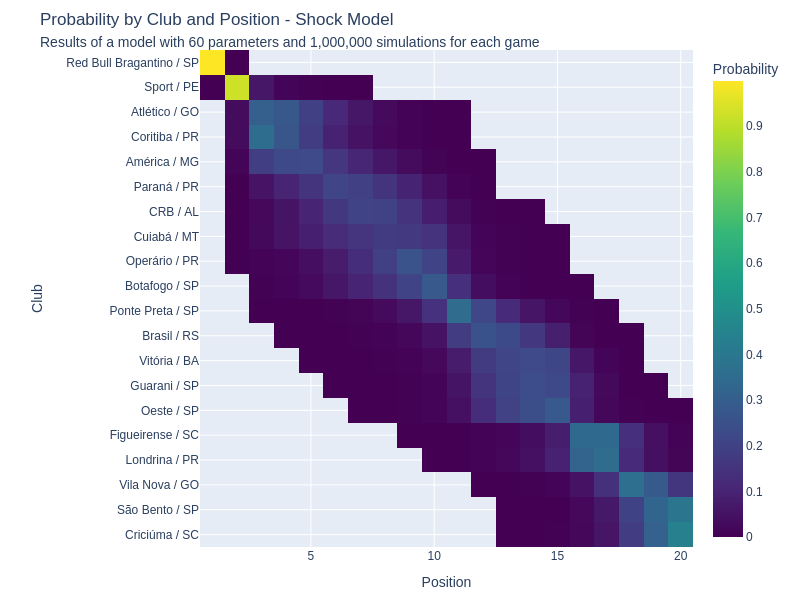 Probability by Club and Position - Shock Model
Results of a model with 60 parameters and 1,000,000 simulations for each game
Probability
Red Bull Bragantino / SP
Sport / PE
Atlético / GO
Coritiba / PR
América / MG
Paraná / PR
CRB / AL
Cuiabá / MT
Operário / PR
Botafogo / SP
Ponte Preta / SP
Brasil / RS
Vitória / BA
Guarani / SP
Oeste / SP
Figueirense / SC
Londrina / PR
Vila Nova / GO
São Bento / SP
Criciúma / SC
Club
5
10
15
20
Position
0.9
0.8
0.7
0.6
0.5
0.4
0.3
0.2
0.1
0